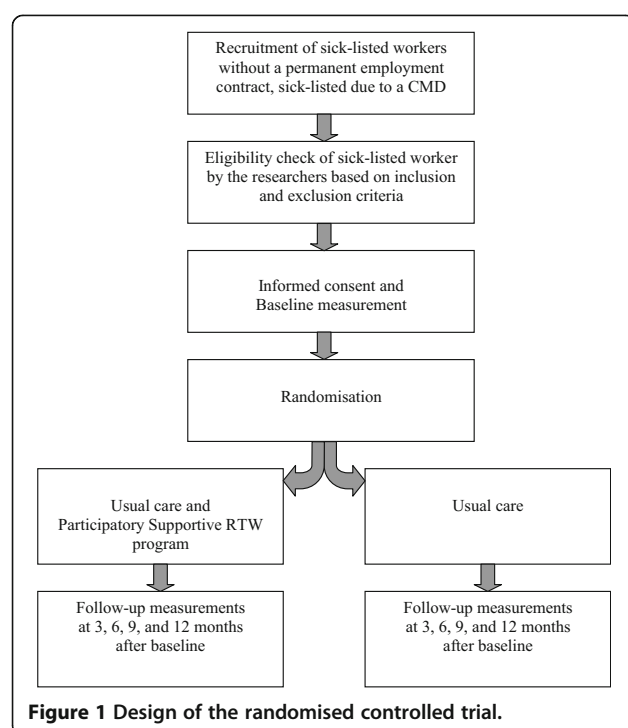 Recruitment of sick-listed workers
without a permanent employment
contract, sick-listed due to a CMD
Eligibility check of sick-listed worker
by the researchers based on inclusion
and exclusion criteria
Informed consent and
Baseline measurement
Randomisation
Usual care and
Participatory Supportive RTW
program
Usual care
Follow-up measurements
at 3, 6, 9, and 12 months
after baseline
Follow-up measurements
at 3, 6, 9, and 12 months
after baseline
Figure 1 Design of the randomised controlled trial.